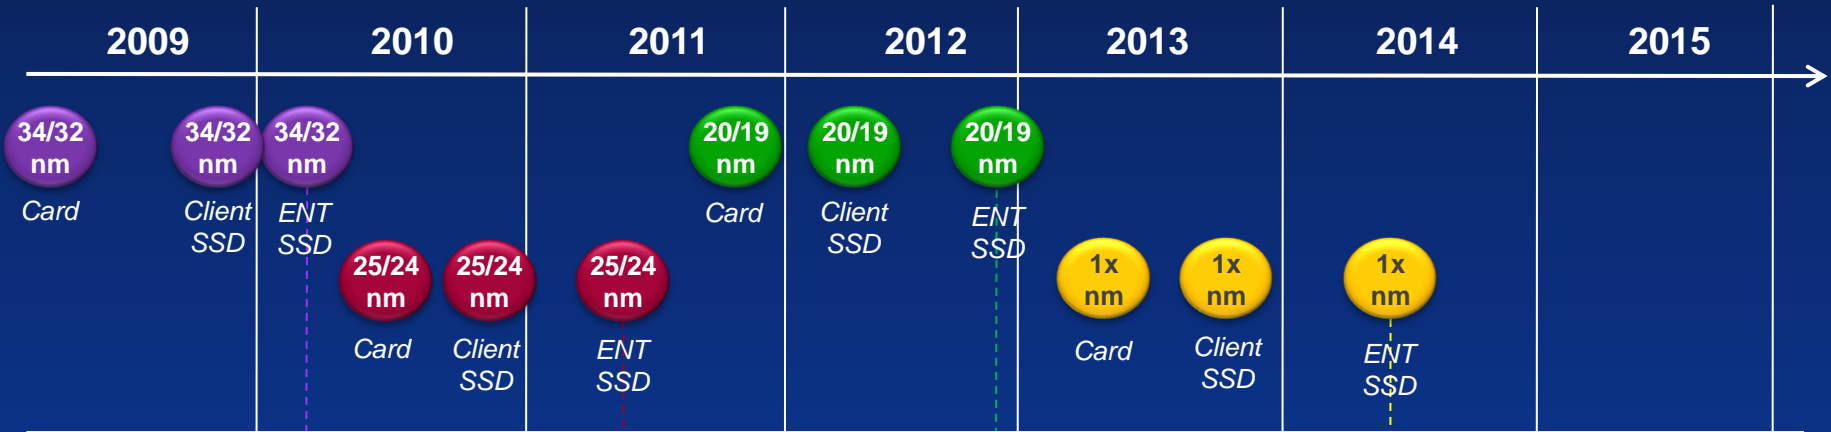 2009 2010 2011 2012 2013 2014 2015
34/32
nm
Card
34/32
nm
Client
SSD
34/32
nm
ENT
SSD
20/19
nm
Card
20/19
nm
Client
SSD
20/19
nm
ENT
SSD
25/24
nm
Card
25/24
nm
Client
SSD
25/24
nm
ENT
SSD
1x
nm
Card
1x
nm
Client
SSD
1x
nm
ENT
SSD